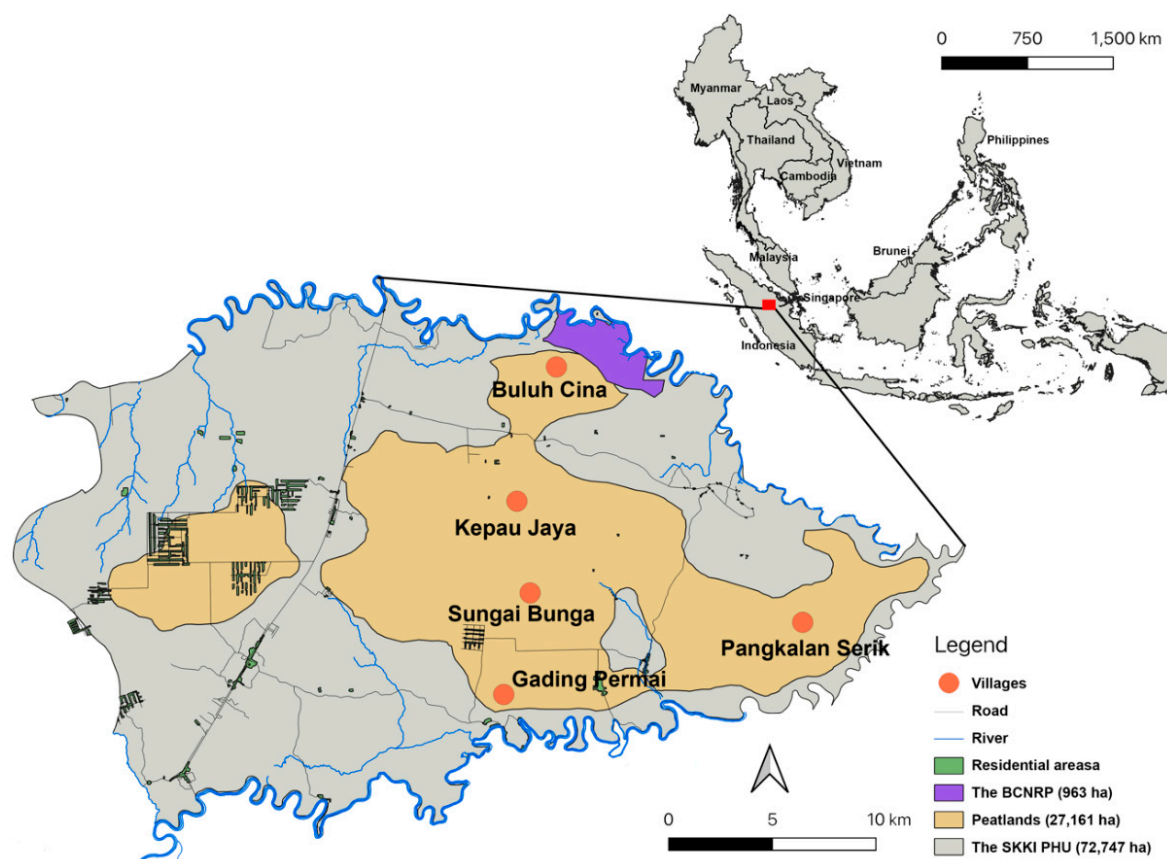 0 750 1,500 km
Myanmar
Laos
Thailand
Philippines
Vietnam
Cambodia
Brunei
Malaysia
Singapore
Indonesia
Buluh Cina
Kepau Jaya
Sungai Bunga
Pangkalan Serik
Gading Permai
Legend
Villages
Road
River
Residential areasa
The BCNRP (963 ha)
Peatlands (27,161 ha)
The SKKI PHU (72,747 ha)
0 5 10 km